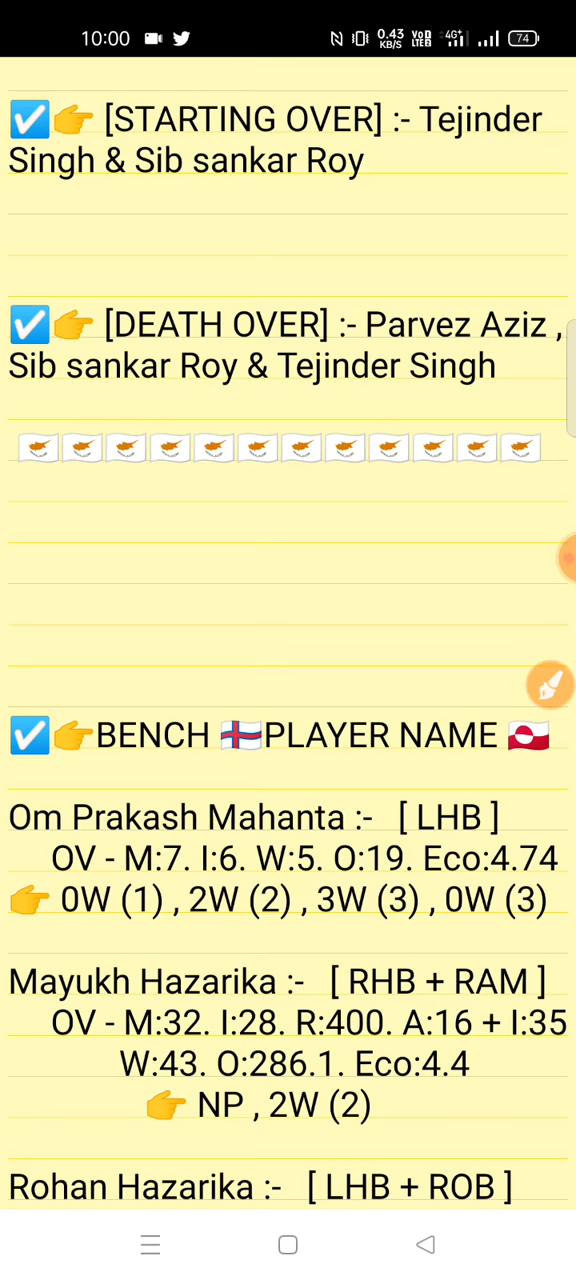 10:00 0.43 KB/S VoD LTE2 4G+ 74
☑👉 [STARTING OVER] :- Tejinder
Singh & Sib sankar Roy
☑👉 [DEATH OVER] :- Parvez Aziz ,
Sib sankar Roy & Tejinder Singh
🇨🇾🇨🇾🇨🇾🇨🇾🇨🇾🇨🇾🇨🇾🇨🇾🇨🇾🇨🇾🇨🇾🇨🇾
☑👉BENCH 🇫🇴PLAYER NAME 🇬🇱
Om Prakash Mahanta :- [ LHB ]
OV - M:7. I:6. W:5. O:19. Eco:4.74
👉 0W (1) , 2W (2) , 3W (3) , 0W (3)
Mayukh Hazarika :- [ RHB + RAM ]
OV - M:32. I:28. R:400. A:16 + I:35
W:43. O:286.1. Eco:4.4
👉 NP , 2W (2)
Rohan Hazarika :- [ LHB + ROB ]